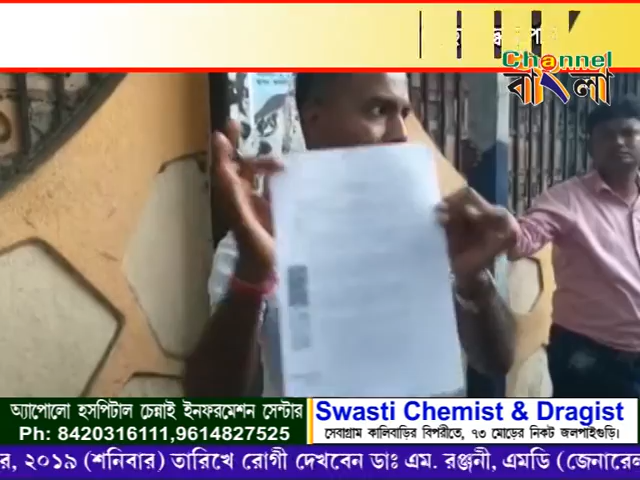 Channel
বাংলা
অ্যাপোলো হসপিটাল চেন্নাই ইনফরমেশন সেন্টার
Ph: 8420316111,9614827525
Swasti Chemist & Dragist
সেবাগ্রাম কালিবাড়ির বিপরীতে, ৭৩ মোড়ের নিকট জলপাইগুড়ি।
২০১৯ (শনিবার) তারিখে রোগী দেখবেন ডাঃ এম. রঞ্জনী, এমডি